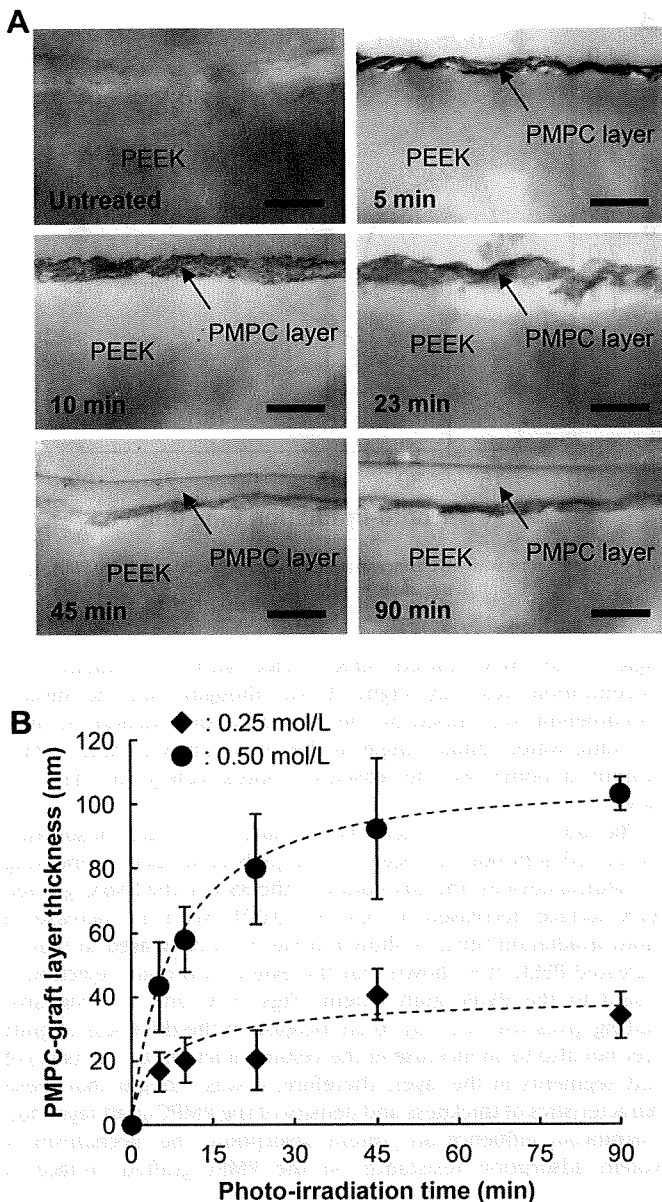 A
PEEK
Untreated
PMPC layer
PEEK
5 min
PMPC layer
PEEK
10 min
PMPC layer
PEEK
23 min
PMPC layer
PEEK
45 min
PMPC layer
PEEK
90 min
B
◆ : 0.25 mol/L
● : 0.50 mol/L
PMPC-graft layer thickness (nm)
120
100
80
60
40
20
0
0 15 30 45 60 75 90
Photo-irradiation time (min)